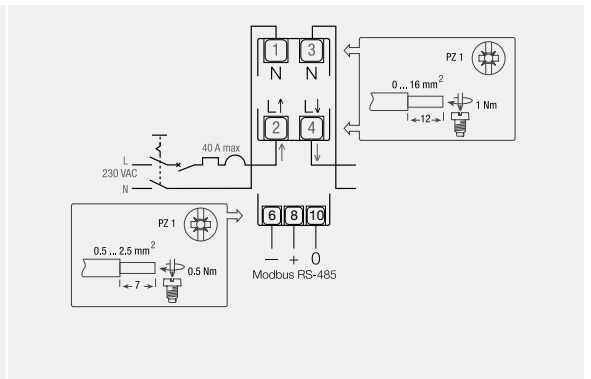 1 3
N N
PZ 1
0 ... 16 mm²
12
1 Nm
L↑ L↓
2 4
40 A max
L
230 VAC
N
6 8 10
— + 0
Modbus RS-485
PZ 1
0.5 ... 2.5 mm²
7
0.5 Nm